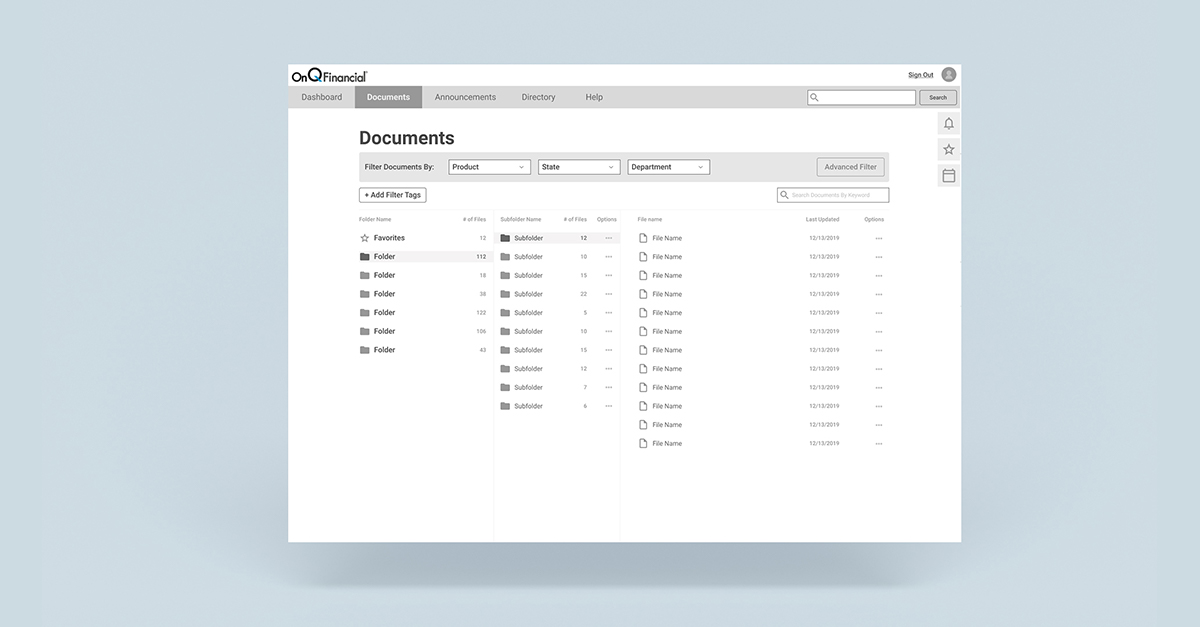 OnQFinancial
Sign Out
Dashboard Documents Announcements Directory Help Search
Documents
Filter Documents By: Product State Department Advanced Filter
+ Add Filter Tags Search Documents By Keyword
Folder Name # of Files Subfolder Name # of Files Options File name Last Updated Options
Favorites 12 Subfolder 12 File Name 12/13/2019
Folder 112 Subfolder 10 File Name 12/13/2019
Folder 18 Subfolder 15 File Name 12/13/2019
Folder 38 Subfolder 22 File Name 12/13/2019
Folder 122 Subfolder 5 File Name 12/13/2019
Folder 106 Subfolder 10 File Name 12/13/2019
Folder 43 Subfolder 15 File Name 12/13/2019
Subfolder 12 File Name 12/13/2019
Subfolder 7 File Name 12/13/2019
Subfolder 6 File Name 12/13/2019
File Name 12/13/2019
File Name 12/13/2019